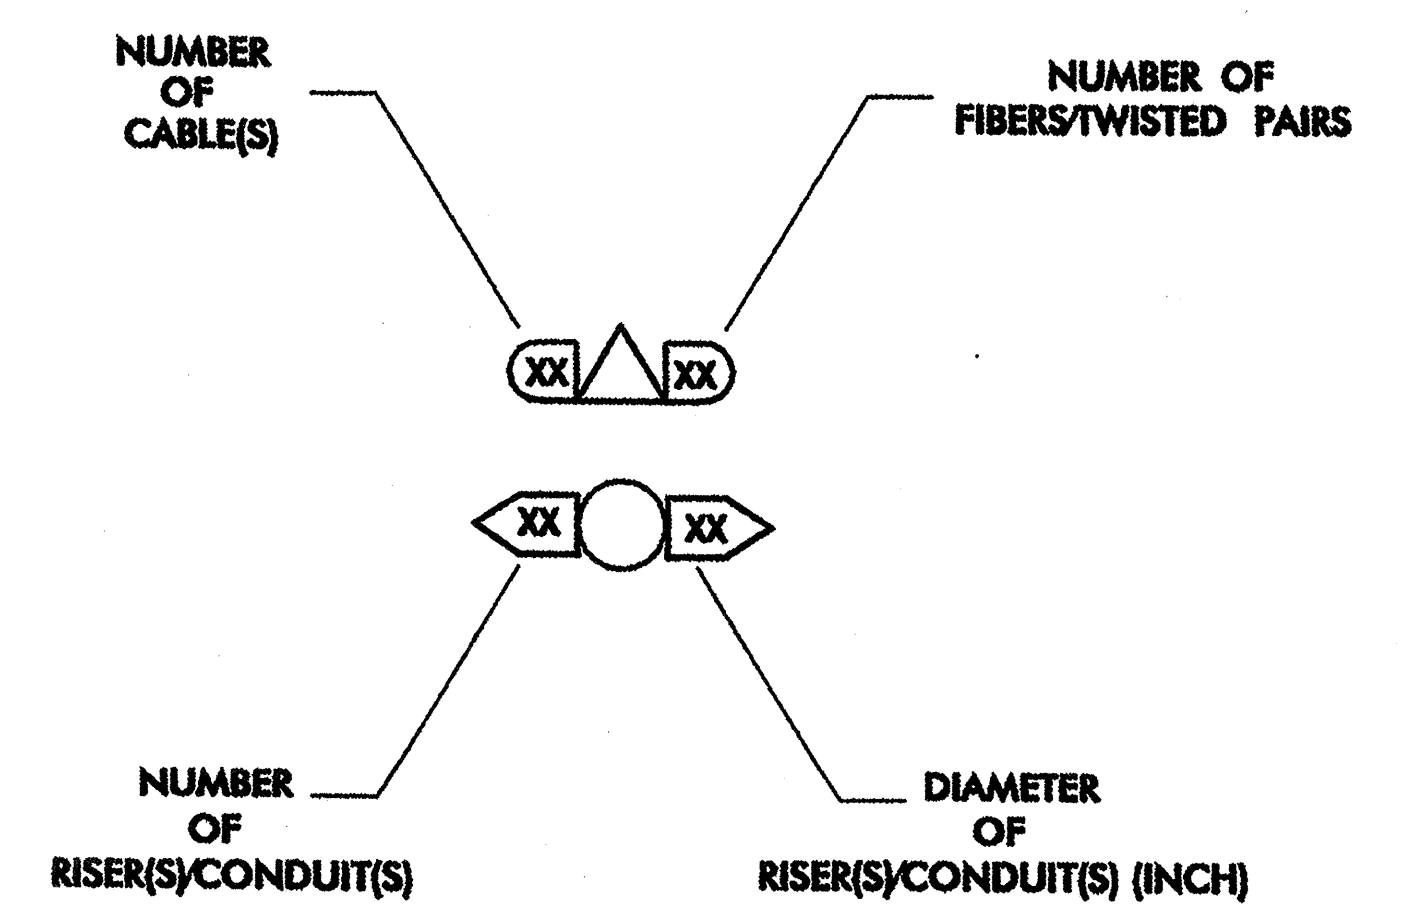 NUMBER
OF
CABLE(S)
NUMBER OF
FIBERS/TWISTED PAIRS
XX XX
XX XX
NUMBER
OF
RISER(S)/CONDUIT(S)
DIAMETER
OF
RISER(S)/CONDUIT(S) (INCH)